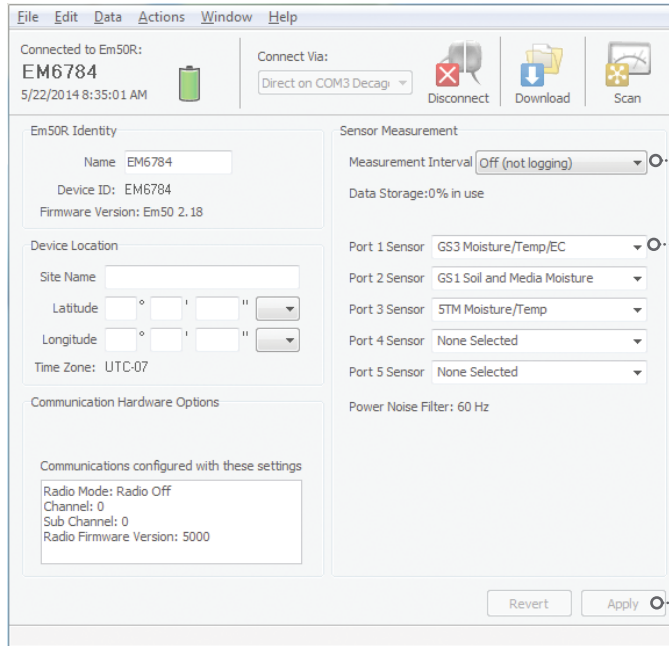 File Edit Data Actions Window Help
Connected to Em50R:
EM6784
5/22/2014 8:35:01 AM
Connect Via:
Direct on COM3 Decag
Disconnect
Download
Scan
Em50R Identity
Name EM6784
Device ID: EM6784
Firmware Version: Em50 2.18
Device Location
Site Name
Latitude ° ' "
Longitude ° ' "
Time Zone: UTC-07
Communication Hardware Options
Communications configured with these settings
Radio Mode: Radio Off
Channel: 0
Sub Channel: 0
Radio Firmware Version: 5000
Sensor Measurement
Measurement Interval Off (not logging)
Data Storage:0% in use
Port 1 Sensor GS3 Moisture/Temp/EC
Port 2 Sensor GS1 Soil and Media Moisture
Port 3 Sensor 5TM Moisture/Temp
Port 4 Sensor None Selected
Port 5 Sensor None Selected
Power Noise Filter: 60 Hz
Revert Apply